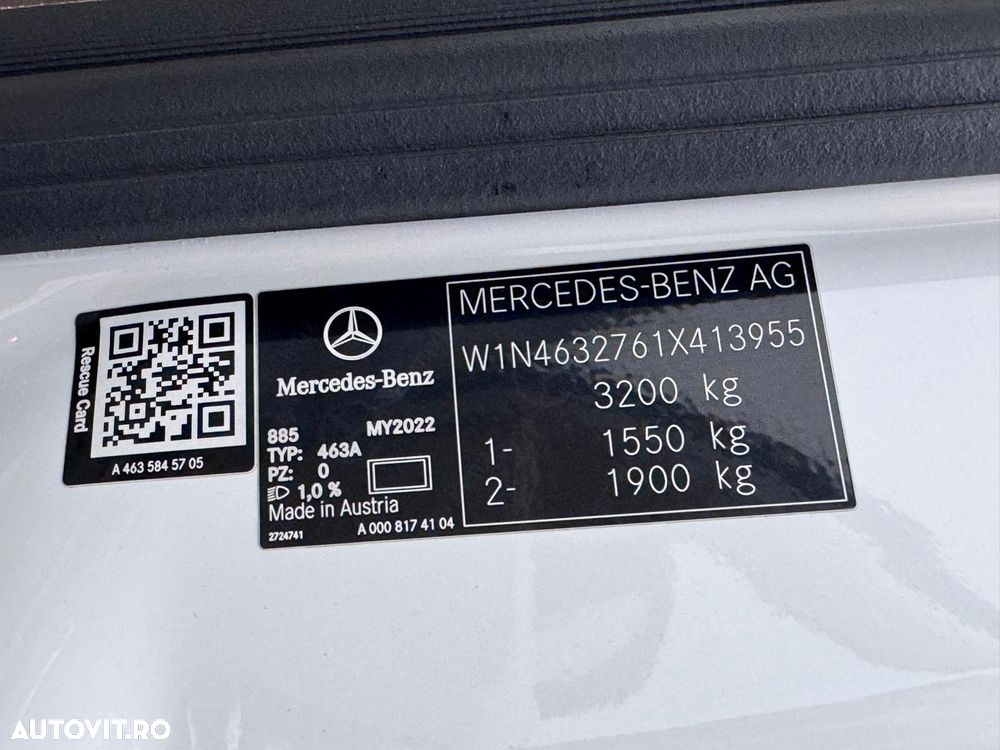 Rescue Card
A 463 584 57 05
Mercedes-Benz
885 MY2022
TYP: 463A
PZ: 0
1,0 %
Made in Austria
2724741 A 000 817 41 04
MERCEDES-BENZ AG
W1N4632761X413955
3200 kg
1- 1550 kg
2- 1900 kg
AUTOVIT.RO